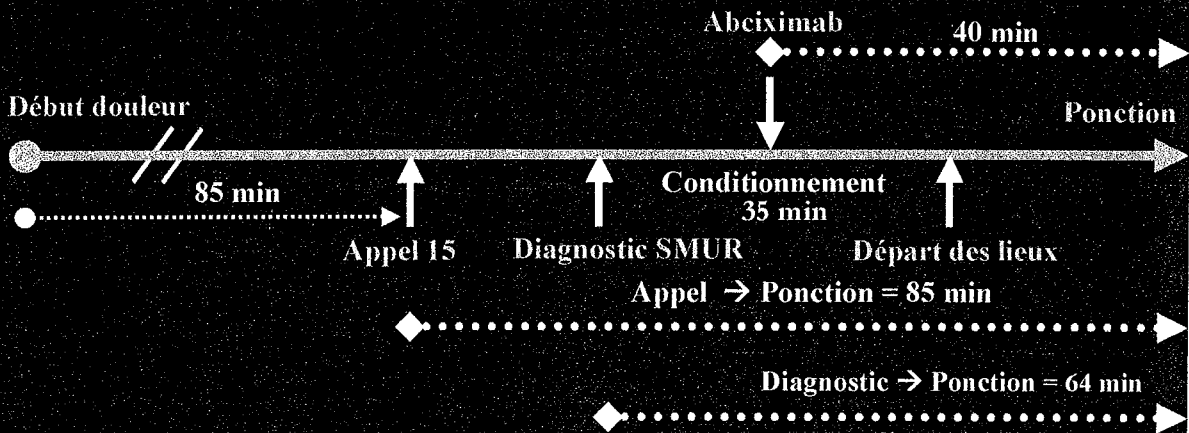 Abciximab
40 min
Début douleur
Ponction
85 min
Conditionnement
35 min
Appel 15
Diagnostic SMUR
Départ des lieux
Appel → Ponction = 85 min
Diagnostic → Ponction = 64 min